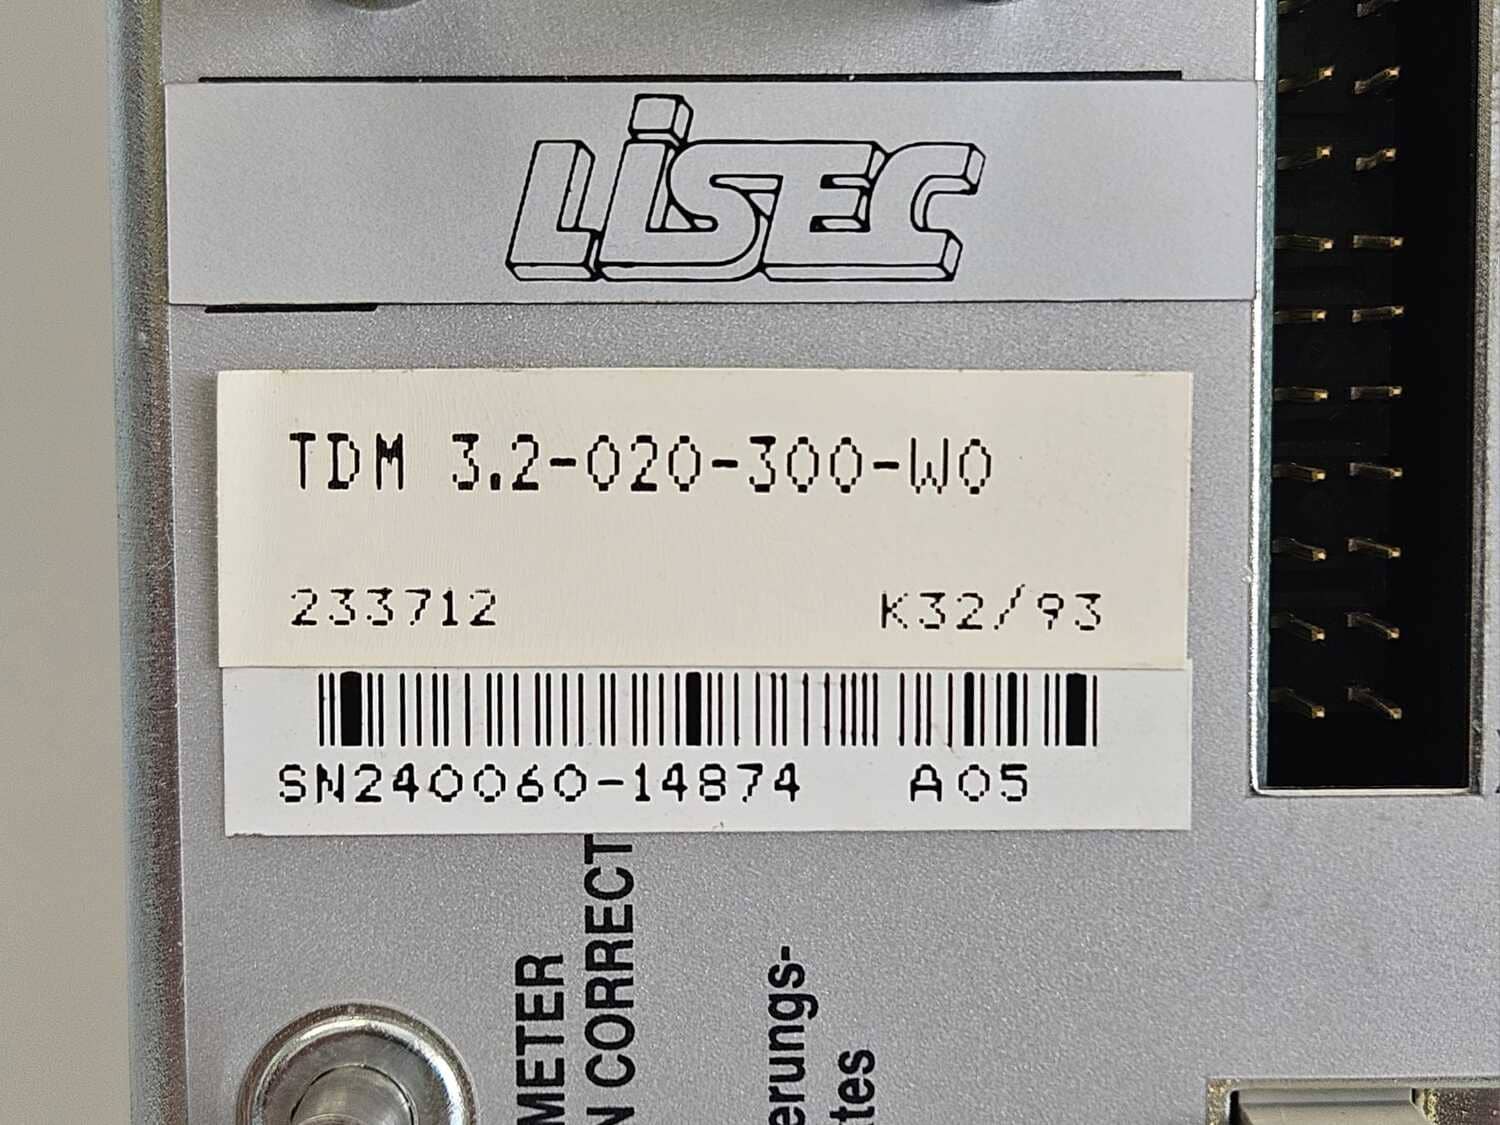 LiSEC
TDM 3.2-020-300-W0
233712 K32/93
SN240060-14874 A05
METER
N CORRECT
erungs-
tes